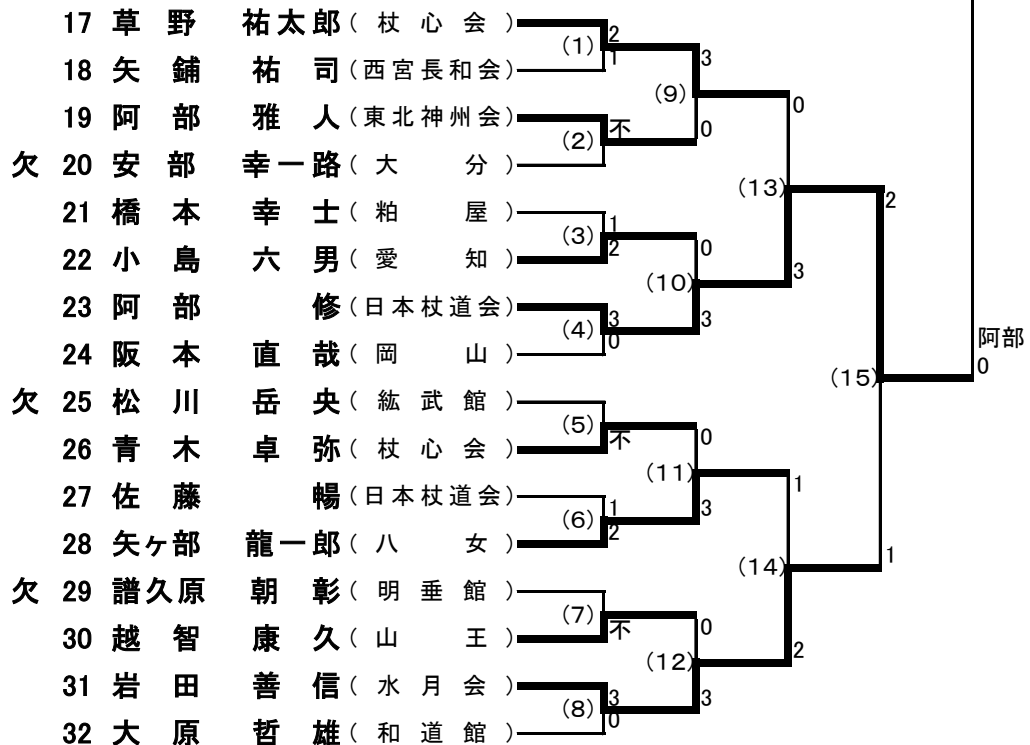 17 草野 祐太郎（杖心会） 2
(1) 3
18 矢鋪 祐司（西宮長和会） 1
(9) 0
19 阿部 雅人（東北神州会） 不
(2) 0
欠 20 安部 幸一路（大分）
(13) 2
21 橋本 幸士（粕屋） 1
(3) 0
22 小島 六男（愛知） 2
(10) 3
23 阿部 修（日本杖道会） 3
(4) 3
24 阪本 直哉（岡山） 0
阿部
(15) 0
欠 25 松川 岳央（紘武館）
(5) 0
26 青木 卓弥（杖心会） 不
(11) 1
27 佐藤 暢（日本杖道会） 1
(6) 3
28 矢ヶ部 龍一郎（八女） 2
(14) 1
欠 29 譜久原 朝彰（明垂館）
(7) 0
30 越智 康久（山王） 不
(12) 2
31 岩田 善信（水月会） 3
(8) 3
32 大原 哲雄（和道館） 0